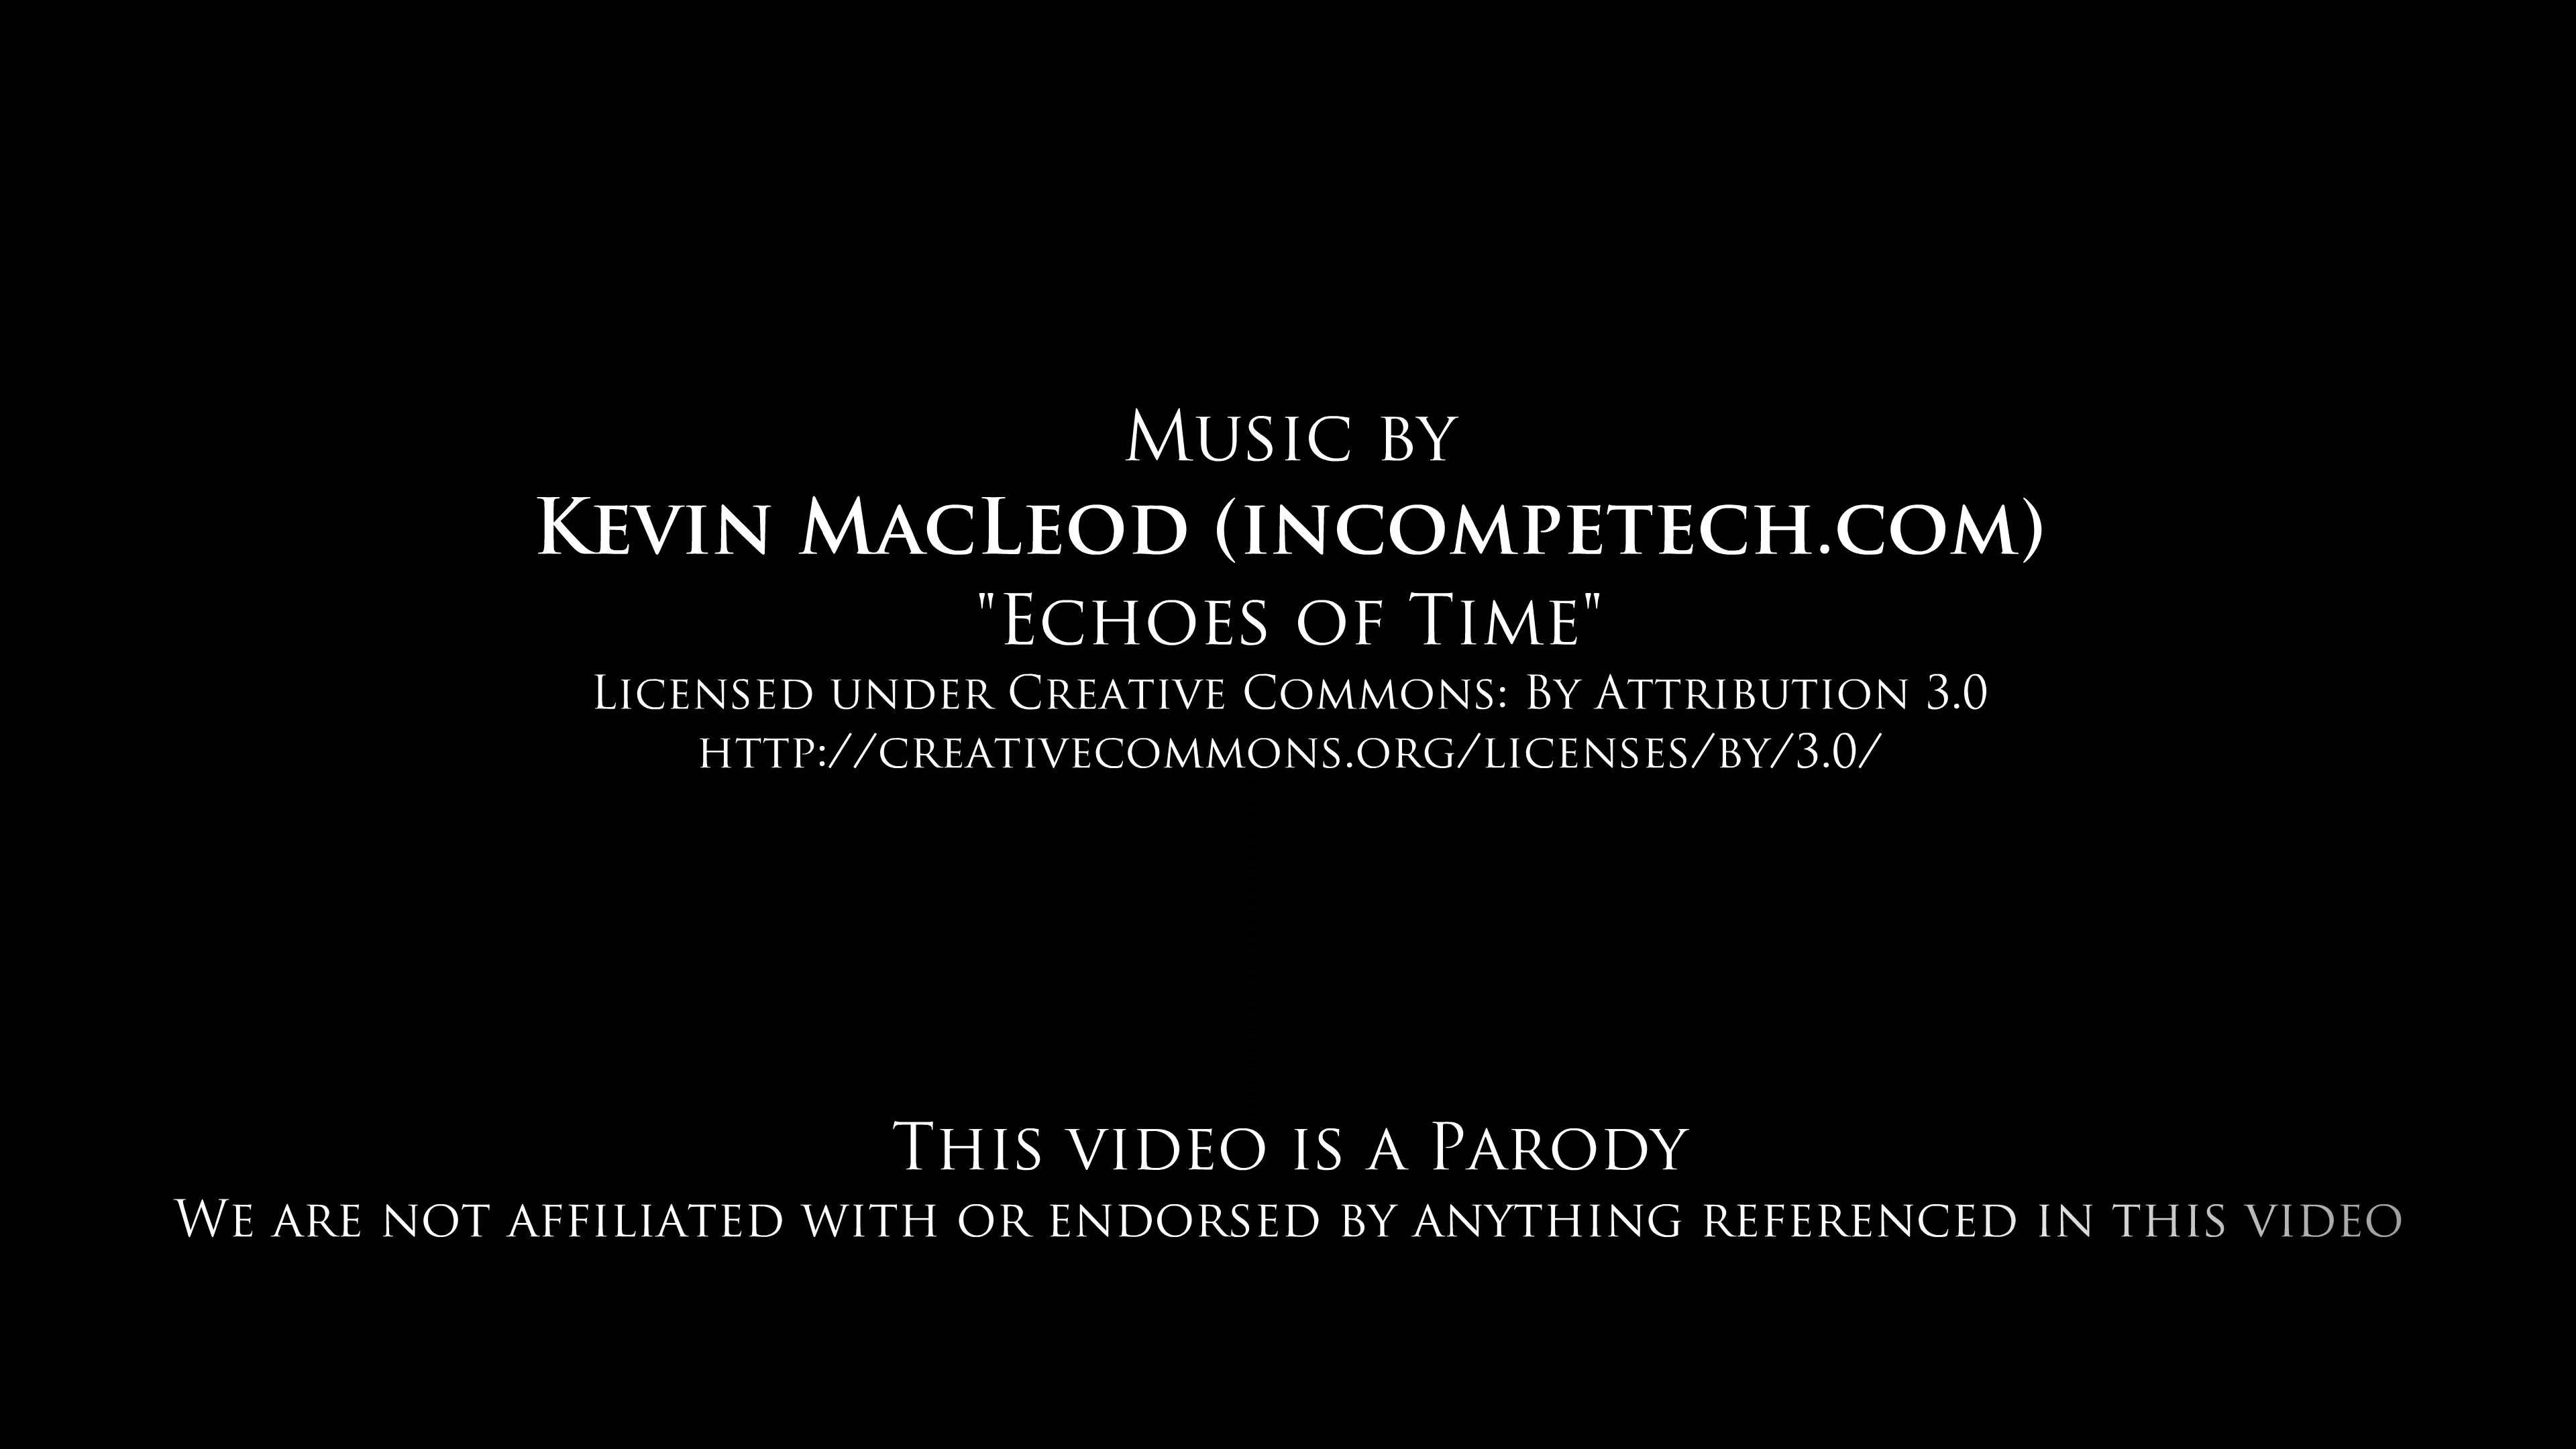 Music by
Kevin MacLeod (incompetech.com)
"Echoes of Time"
Licensed under Creative Commons: By Attribution 3.0
http://creativecommons.org/licenses/by/3.0/
This video is a Parody
We are not affiliated with or endorsed by anything referenced in this video